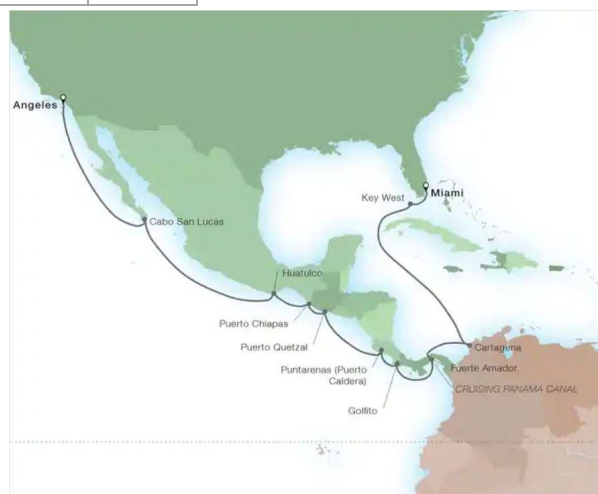 Angeles
Miami
Key West
Cabo San Lucas
Huatulco
Puerto Chiapas
Puerto Quetzal
Puntarenas (Puerto
Caldera)
Golfito
Cartagena
Fuerte Amador
CRUISING PANAMA CANAL